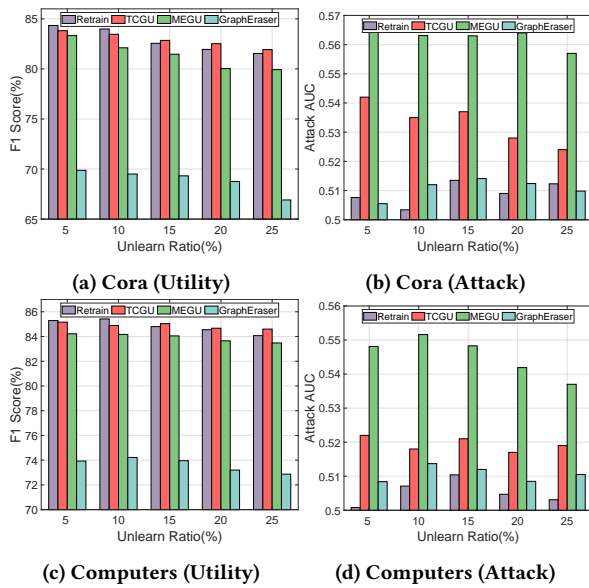 Retrain TCGU MEGU GraphEraser
85
80
75
70
65
F1 Score(%)
5 10 15 20 25
Unlearn Ratio(%)
(a) Cora (Utility)
Retrain TCGU MEGU GraphEraser
0.56
0.55
0.54
0.53
0.52
0.51
0.5
Attack AUC
5 10 15 20 25
Unlearn Ratio(%)
(b) Cora (Attack)
Retrain TCGU MEGU GraphEraser
86
84
82
80
78
76
74
72
70
F1 Score(%)
5 10 15 20 25
Unlearn Ratio(%)
(c) Computers (Utility)
Retrain TCGU MEGU GraphEraser
0.56
0.55
0.54
0.53
0.52
0.51
0.5
Attack AUC
5 10 15 20 25
Unlearn Ratio(%)
(d) Computers (Attack)